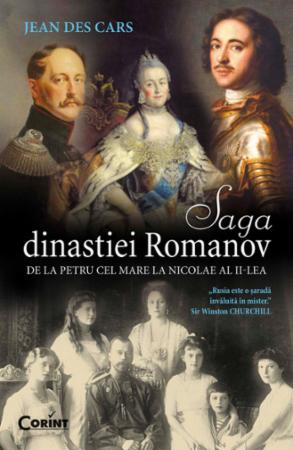 JEAN DES CARS
Saga
dinastiei Romanov
DE LA PETRU CEL MARE LA NICOLAE AL II-LEA
„Rusia este o șaradă
învăluită în mister.”
Sir Winston CHURCHILL
CORINT